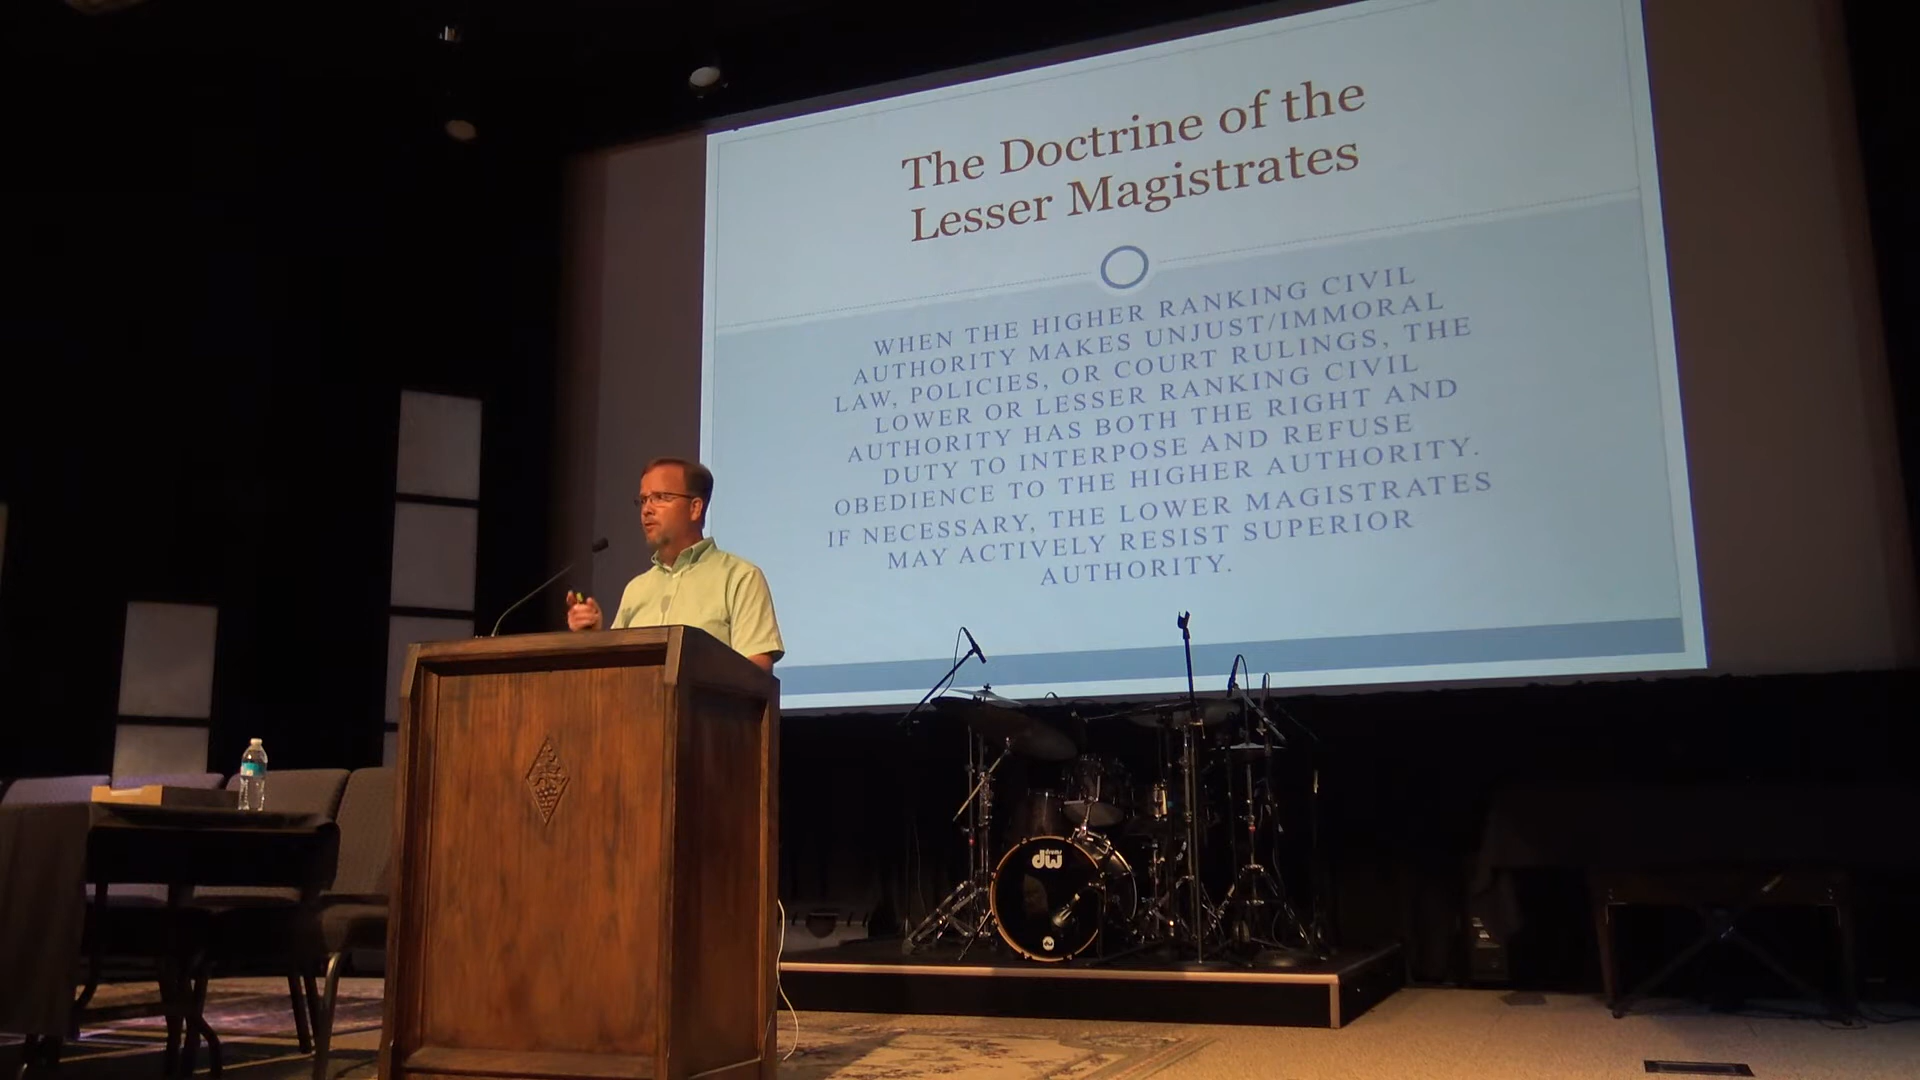 The Doctrine of the
Lesser Magistrates
WHEN THE HIGHER RANKING CIVIL
AUTHORITY MAKES UNJUST/IMMORAL
LAW, POLICIES, OR COURT RULINGS, THE
LOWER OR LESSER RANKING CIVIL
AUTHORITY HAS BOTH THE RIGHT AND
DUTY TO INTERPOSE AND REFUSE
OBEDIENCE TO THE HIGHER AUTHORITY.
IF NECESSARY, THE LOWER MAGISTRATES
MAY ACTIVELY RESIST SUPERIOR
AUTHORITY.
drums
dw
dw